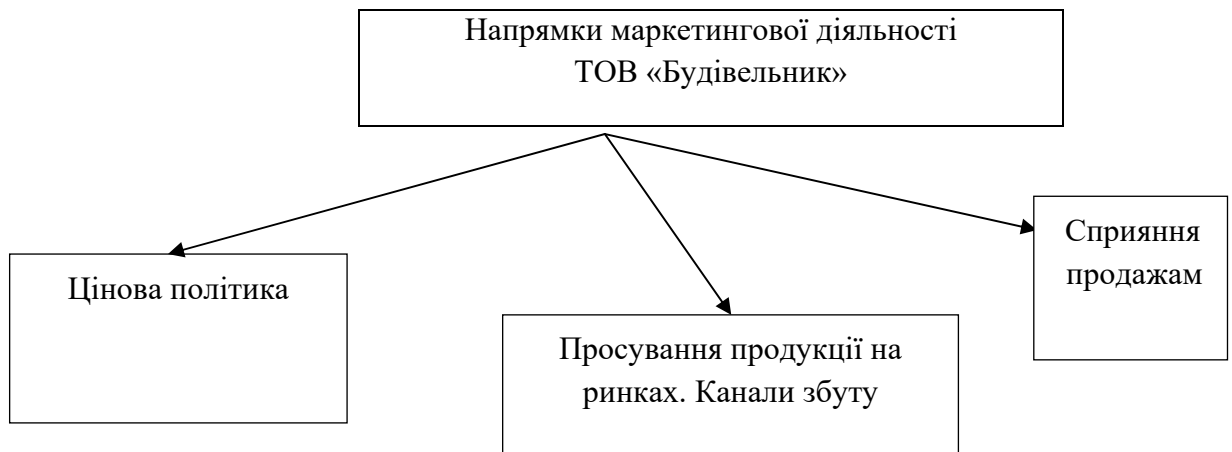 Напрямки маркетингової діяльності
ТОВ «Будівельник»
Цінова політика
Просування продукції на
ринках. Канали збуту
Сприяння
продажам